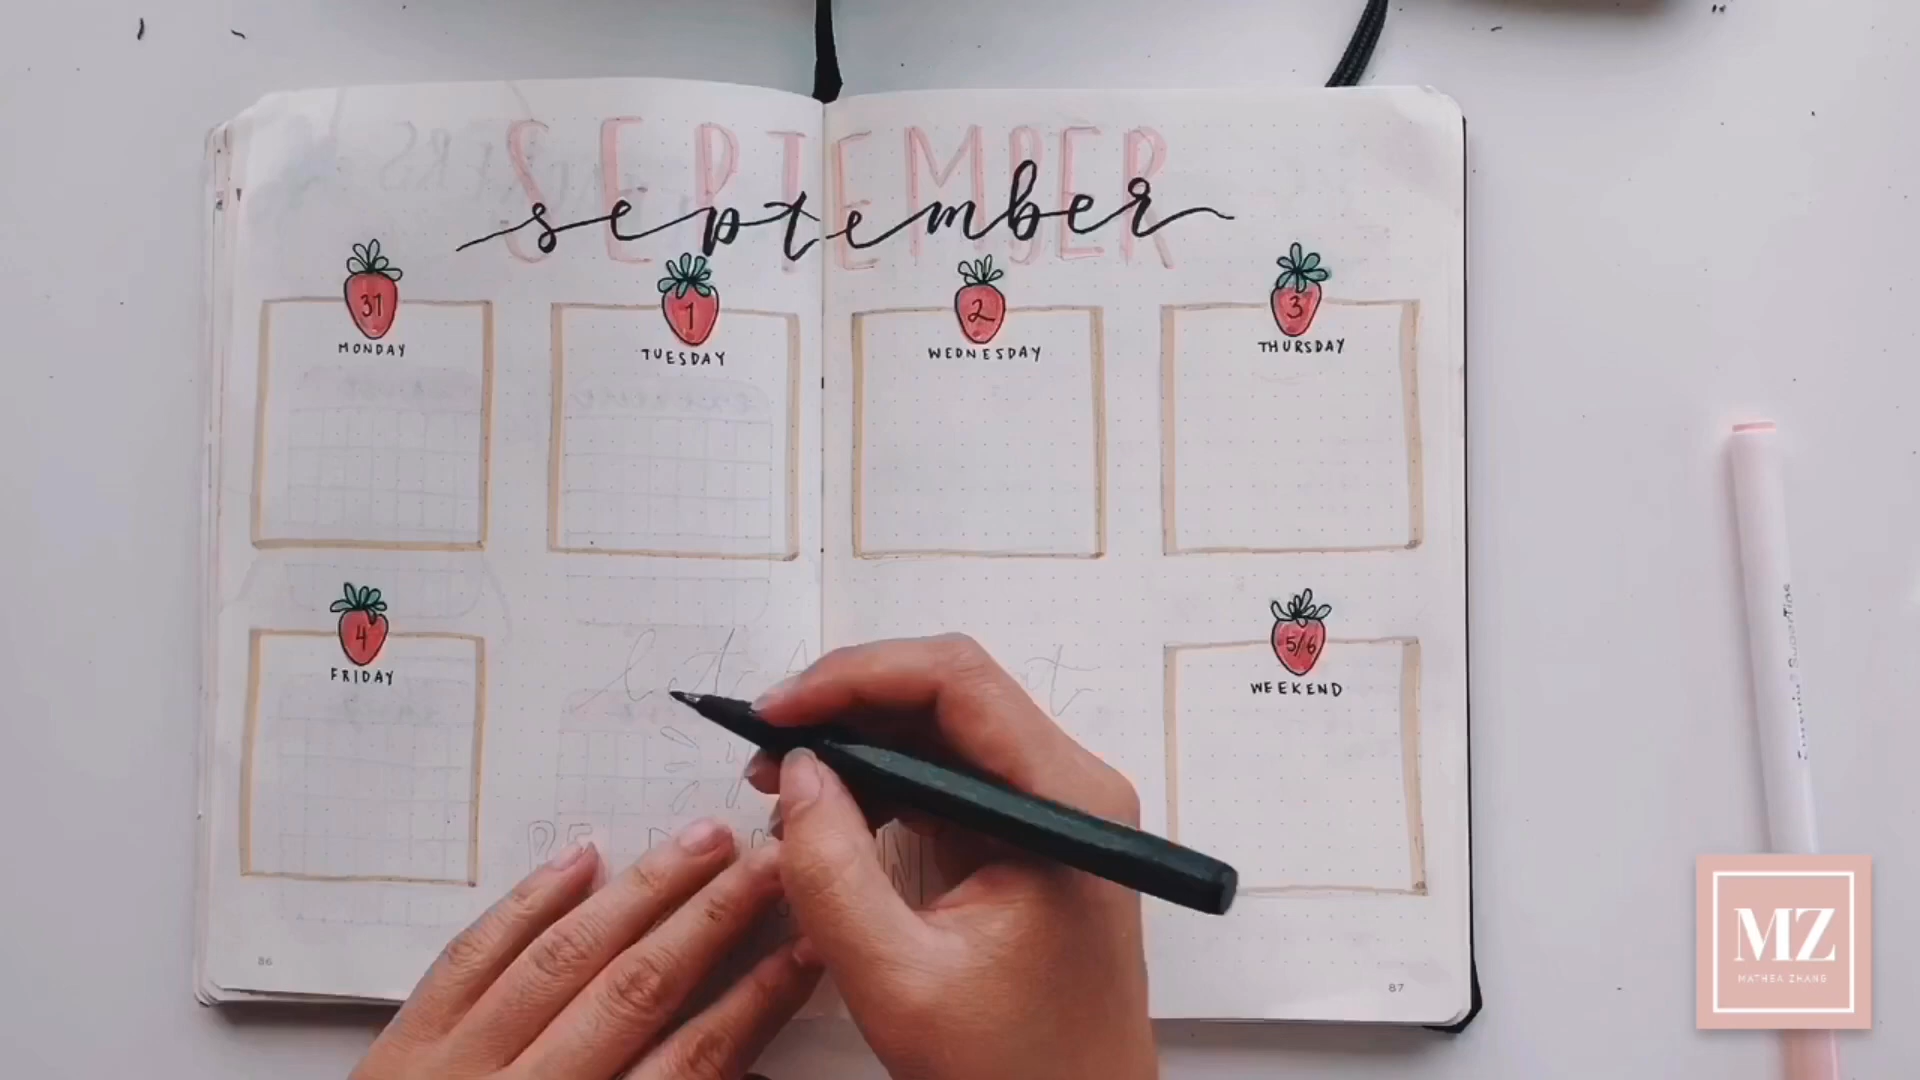 SEPTEMBER
september
31
MONDAY
1
TUESDAY
2
WEDNESDAY
3
THURSDAY
4
FRIDAY
5/6
WEEKEND
86
87
MZ
MATHEA ZHANG